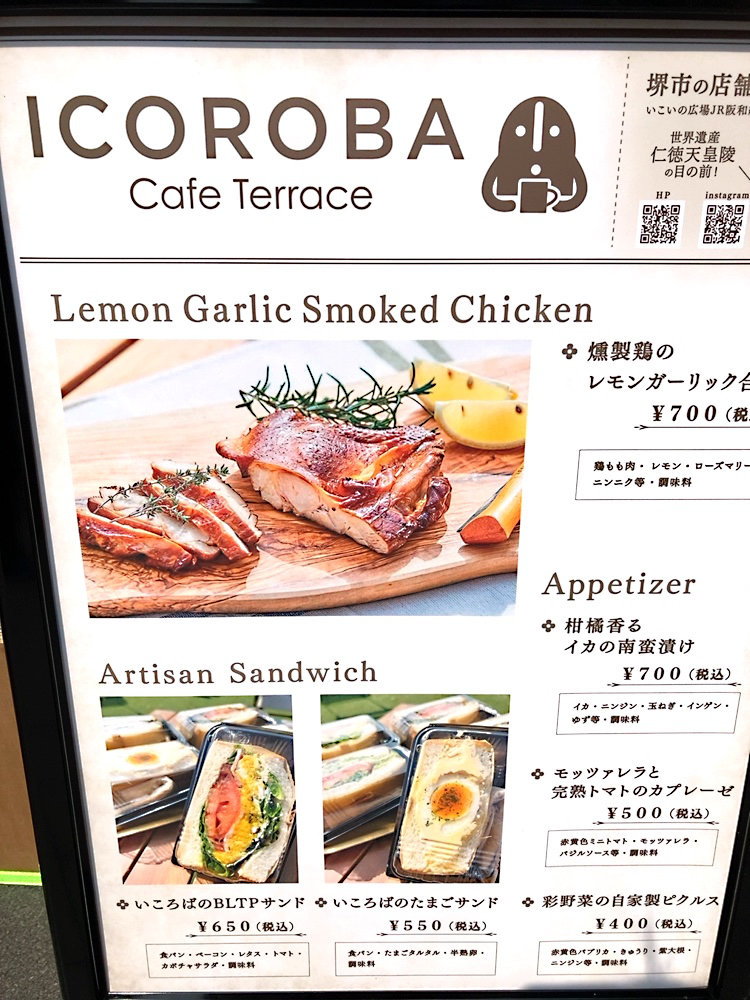 ICOROBA
Cafe Terrace
堺市の店舗
いこいの広場JR阪和
世界遺産
仁徳天皇陵
の目の前!
HP
instagram
Lemon Garlic Smoked Chicken
燻製鶏の
レモンガーリック合
¥700(税
鶏もも肉・レモン・ローズマリー
ニンニク等・調味料
Appetizer
柑橘香る
イカの南蛮漬け
¥700(税込)
イカ・ニンジン・玉ねぎ・インゲン・
ゆず等・調味料
モッツァレラと
完熟トマトのカプレーゼ
¥500(税込)
赤黄色ミニトマト・モッツァレラ・
バジルソース等・調味料
彩野菜の自家製ピクルス
¥400(税込)
赤黄色パプリカ・きゅうり・紫大根・
ニンジン等・調味料
Artisan Sandwich
いころばのBLTPサンド
¥650(税込)
食パン・ベーコン・レタス・トマト・
カボチャサラダ・調味料
いころばのたまごサンド
¥550(税込)
食パン・たまごタルタル・半熟卵・
調味料